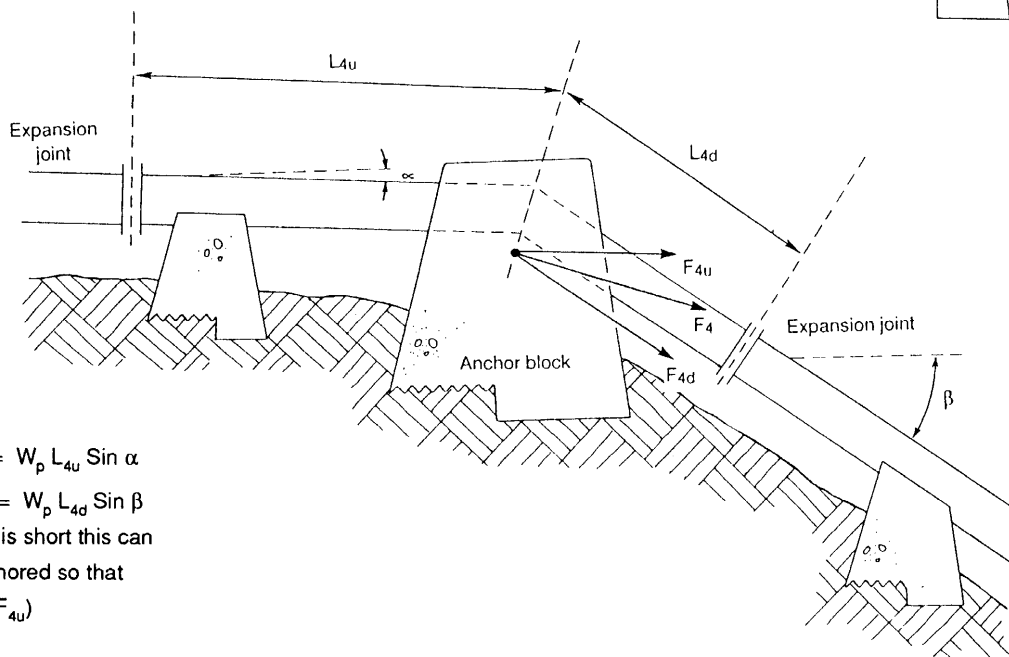 L4u
Expansion
joint
∝
L4d
F4u
F4
Expansion joint
Anchor block
F4d
β
= Wp L4u Sin α
= Wp L4d Sin β
is short this can
nored so that
F4u)